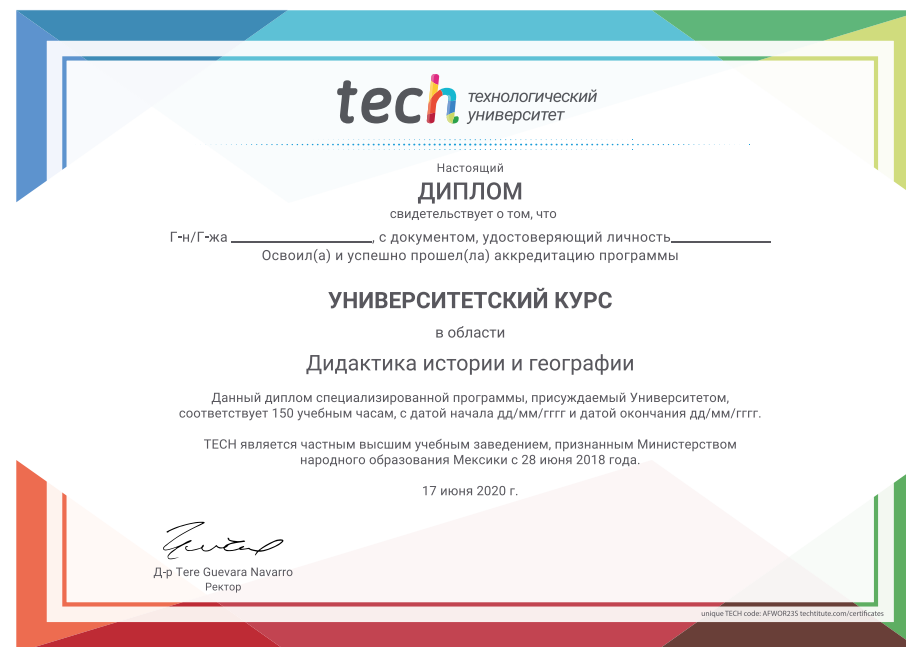 tech технологический
университет
Настоящий
ДИПЛОМ
свидетельствует о том, что
Г-н/Г-жа , с документом, удостоверяющий личность
Освоил(а) и успешно прошел(ла) аккредитацию программы
УНИВЕРСИТЕТСКИЙ КУРС
в области
Дидактика истории и географии
Данный диплом специализированной программы, присуждаемый Университетом,
соответствует 150 учебным часам, с датой начала дд/мм/гггг и датой окончания дд/мм/гггг.
TECH является частным высшим учебным заведением, признанным Министерством
народного образования Мексики с 28 июня 2018 года.
17 июня 2020 г.
Д-р Tere Guevara Navarro
Ректор
unique TECH code: AFWOR23S techtitute.com/certificates